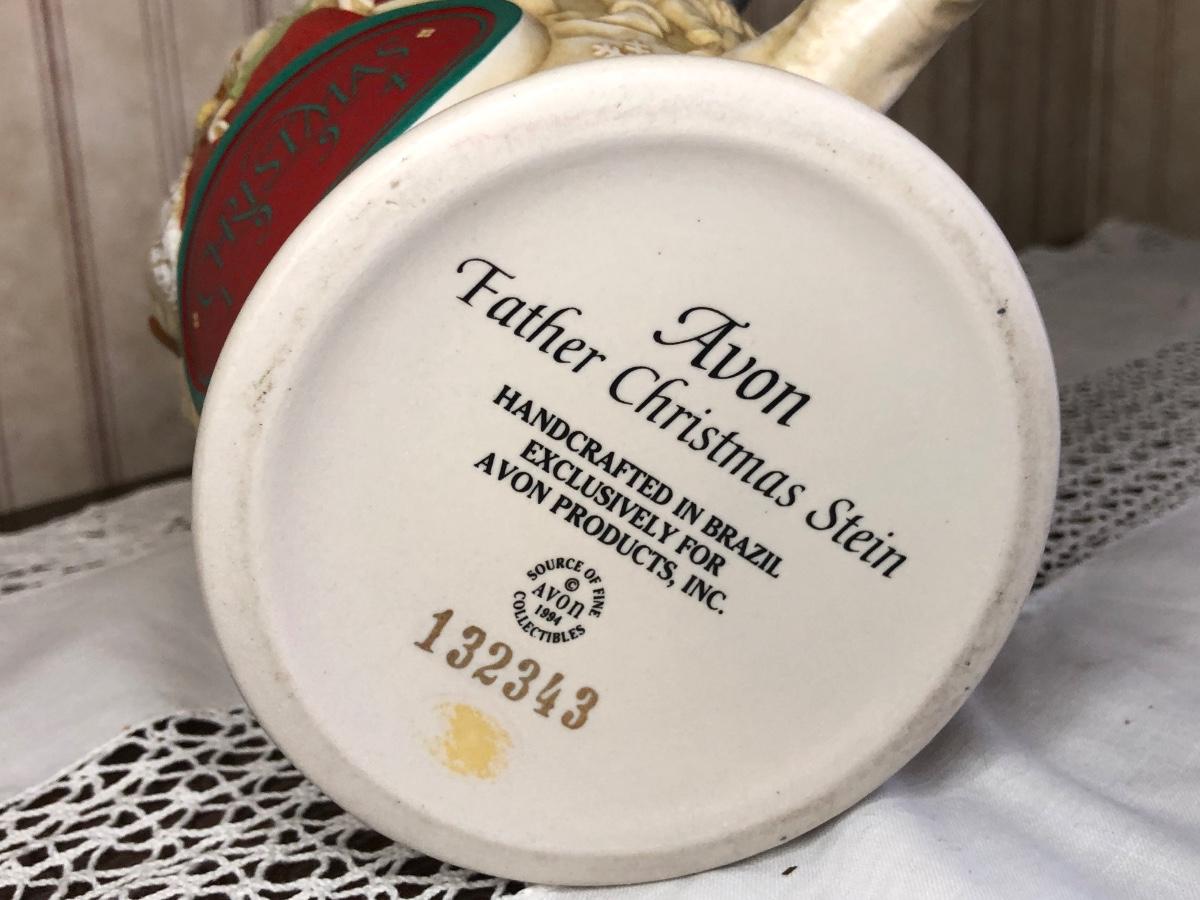 CHRISTMAS
Avon
Father Christmas Stein
HANDCRAFTED IN BRAZIL
EXCLUSIVELY FOR
AVON PRODUCTS, INC.
SOURCE OF FINE
©
AVON
1994
COLLECTIBLES
132343